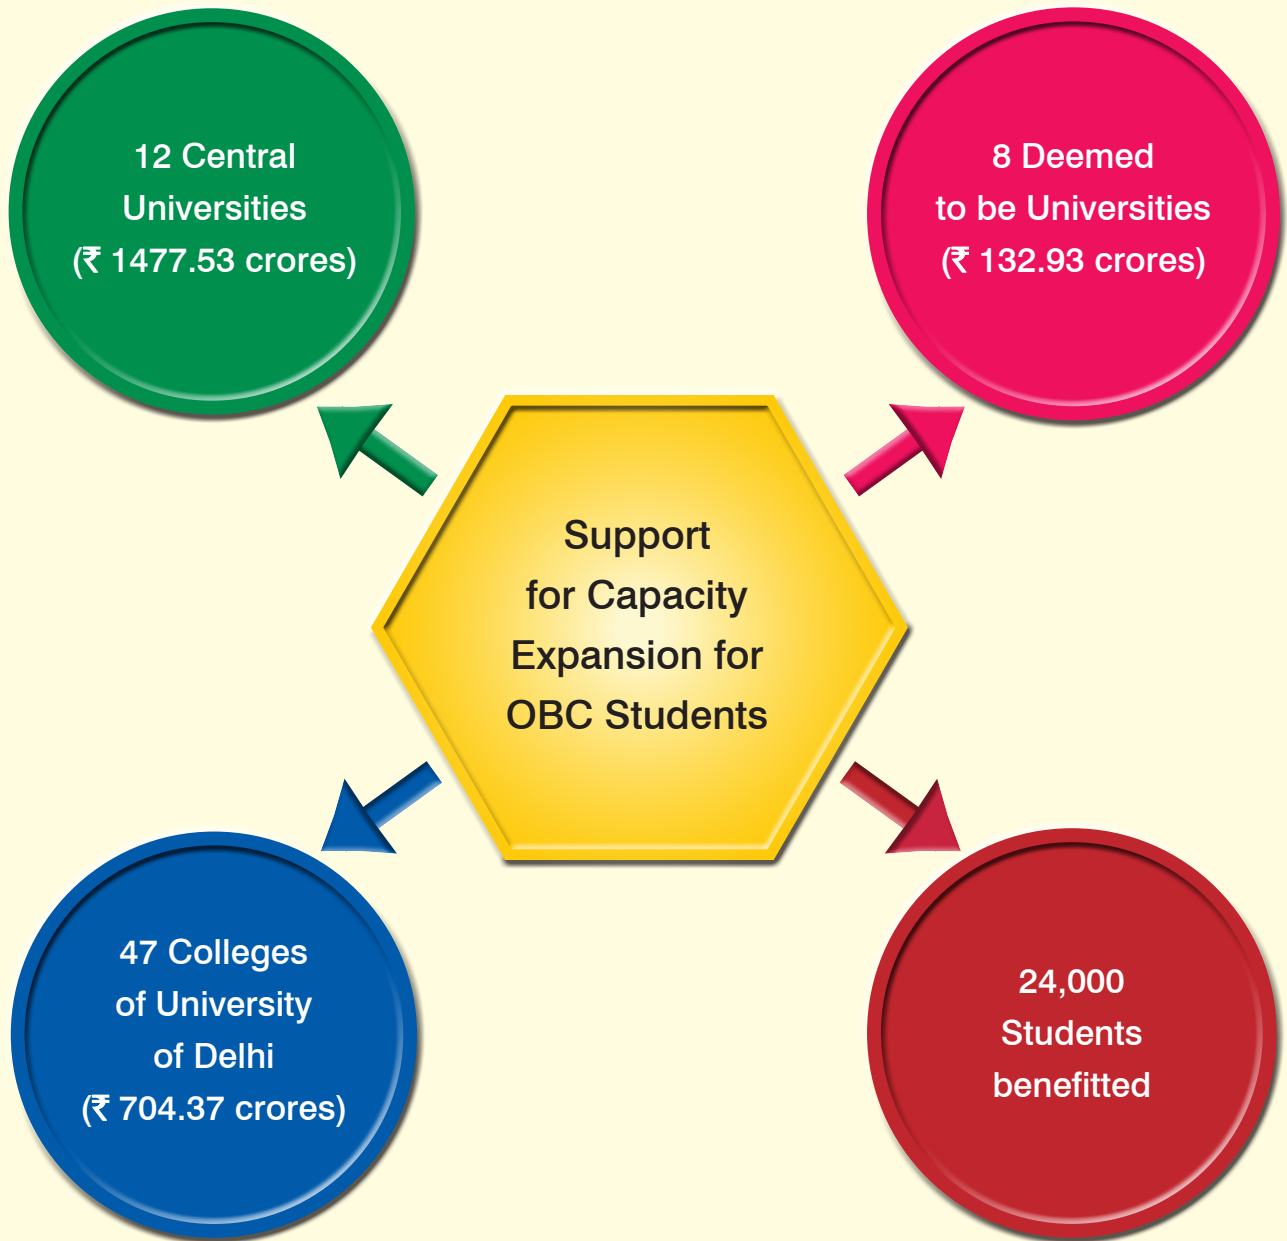 12 Central
Universities
(₹ 1477.53 crores)
8 Deemed
to be Universities
(₹ 132.93 crores)
Support
for Capacity
Expansion for
OBC Students
47 Colleges
of University
of Delhi
(₹ 704.37 crores)
24,000
Students
benefitted